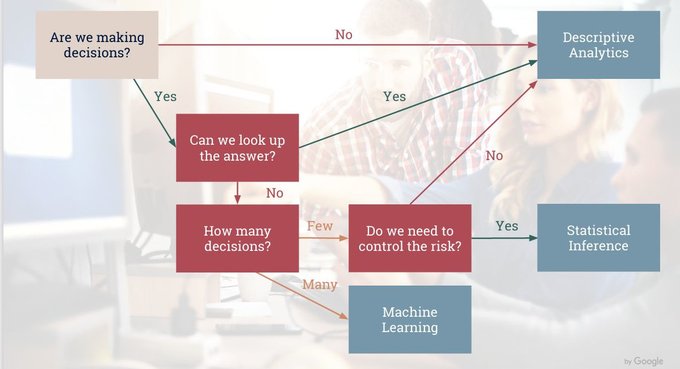 Are we making
decisions?
No
Descriptive
Analytics
Yes
Yes
Can we look up
the answer?
No
No
How many
decisions?
Few
Do we need to
control the risk?
Yes
Statistical
Inference
Many
Machine
Learning
by Google